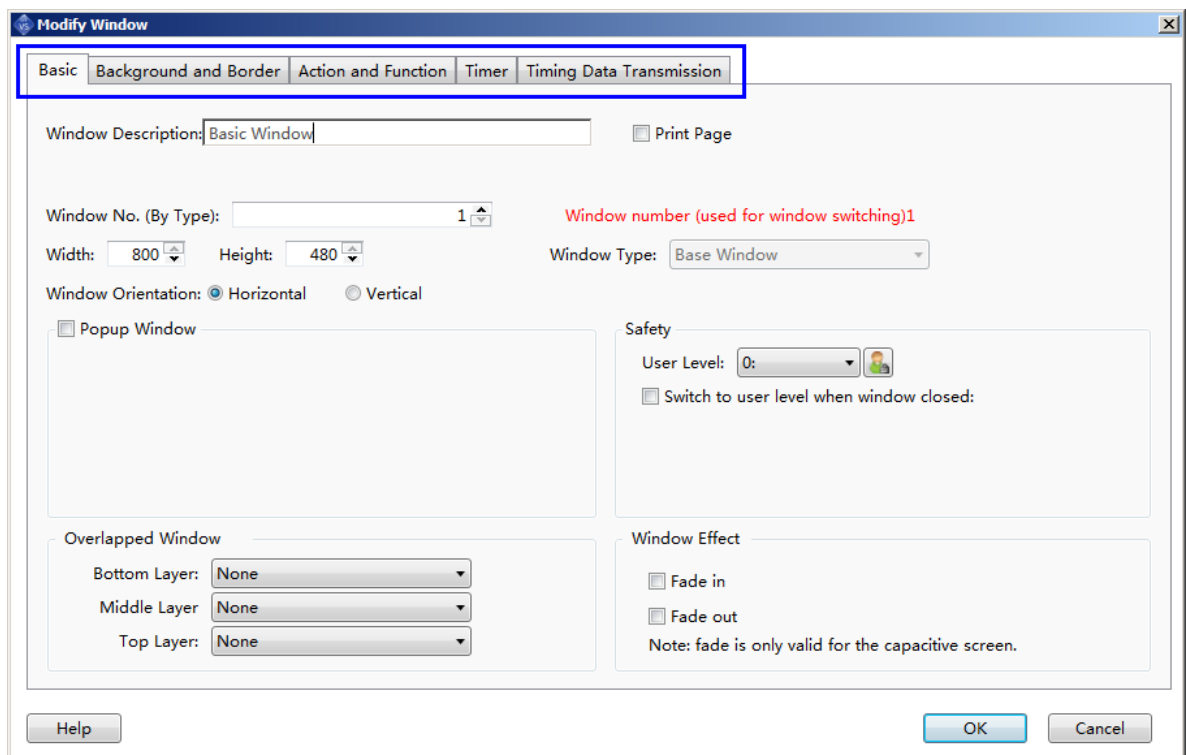 VS Modify Window
Basic Background and Border Action and Function Timer Timing Data Transmission
Window Description: Basic Window Print Page
Window No. (By Type): 1 Window number (used for window switching)1
Width: 800 Height: 480 Window Type: Base Window
Window Orientation: Horizontal Vertical
Popup Window Safety
User Level: 0:
Switch to user level when window closed:
Overlapped Window Window Effect
Bottom Layer: None Fade in
Middle Layer None Fade out
Top Layer: None Note: fade is only valid for the capacitive screen.
Help OK Cancel